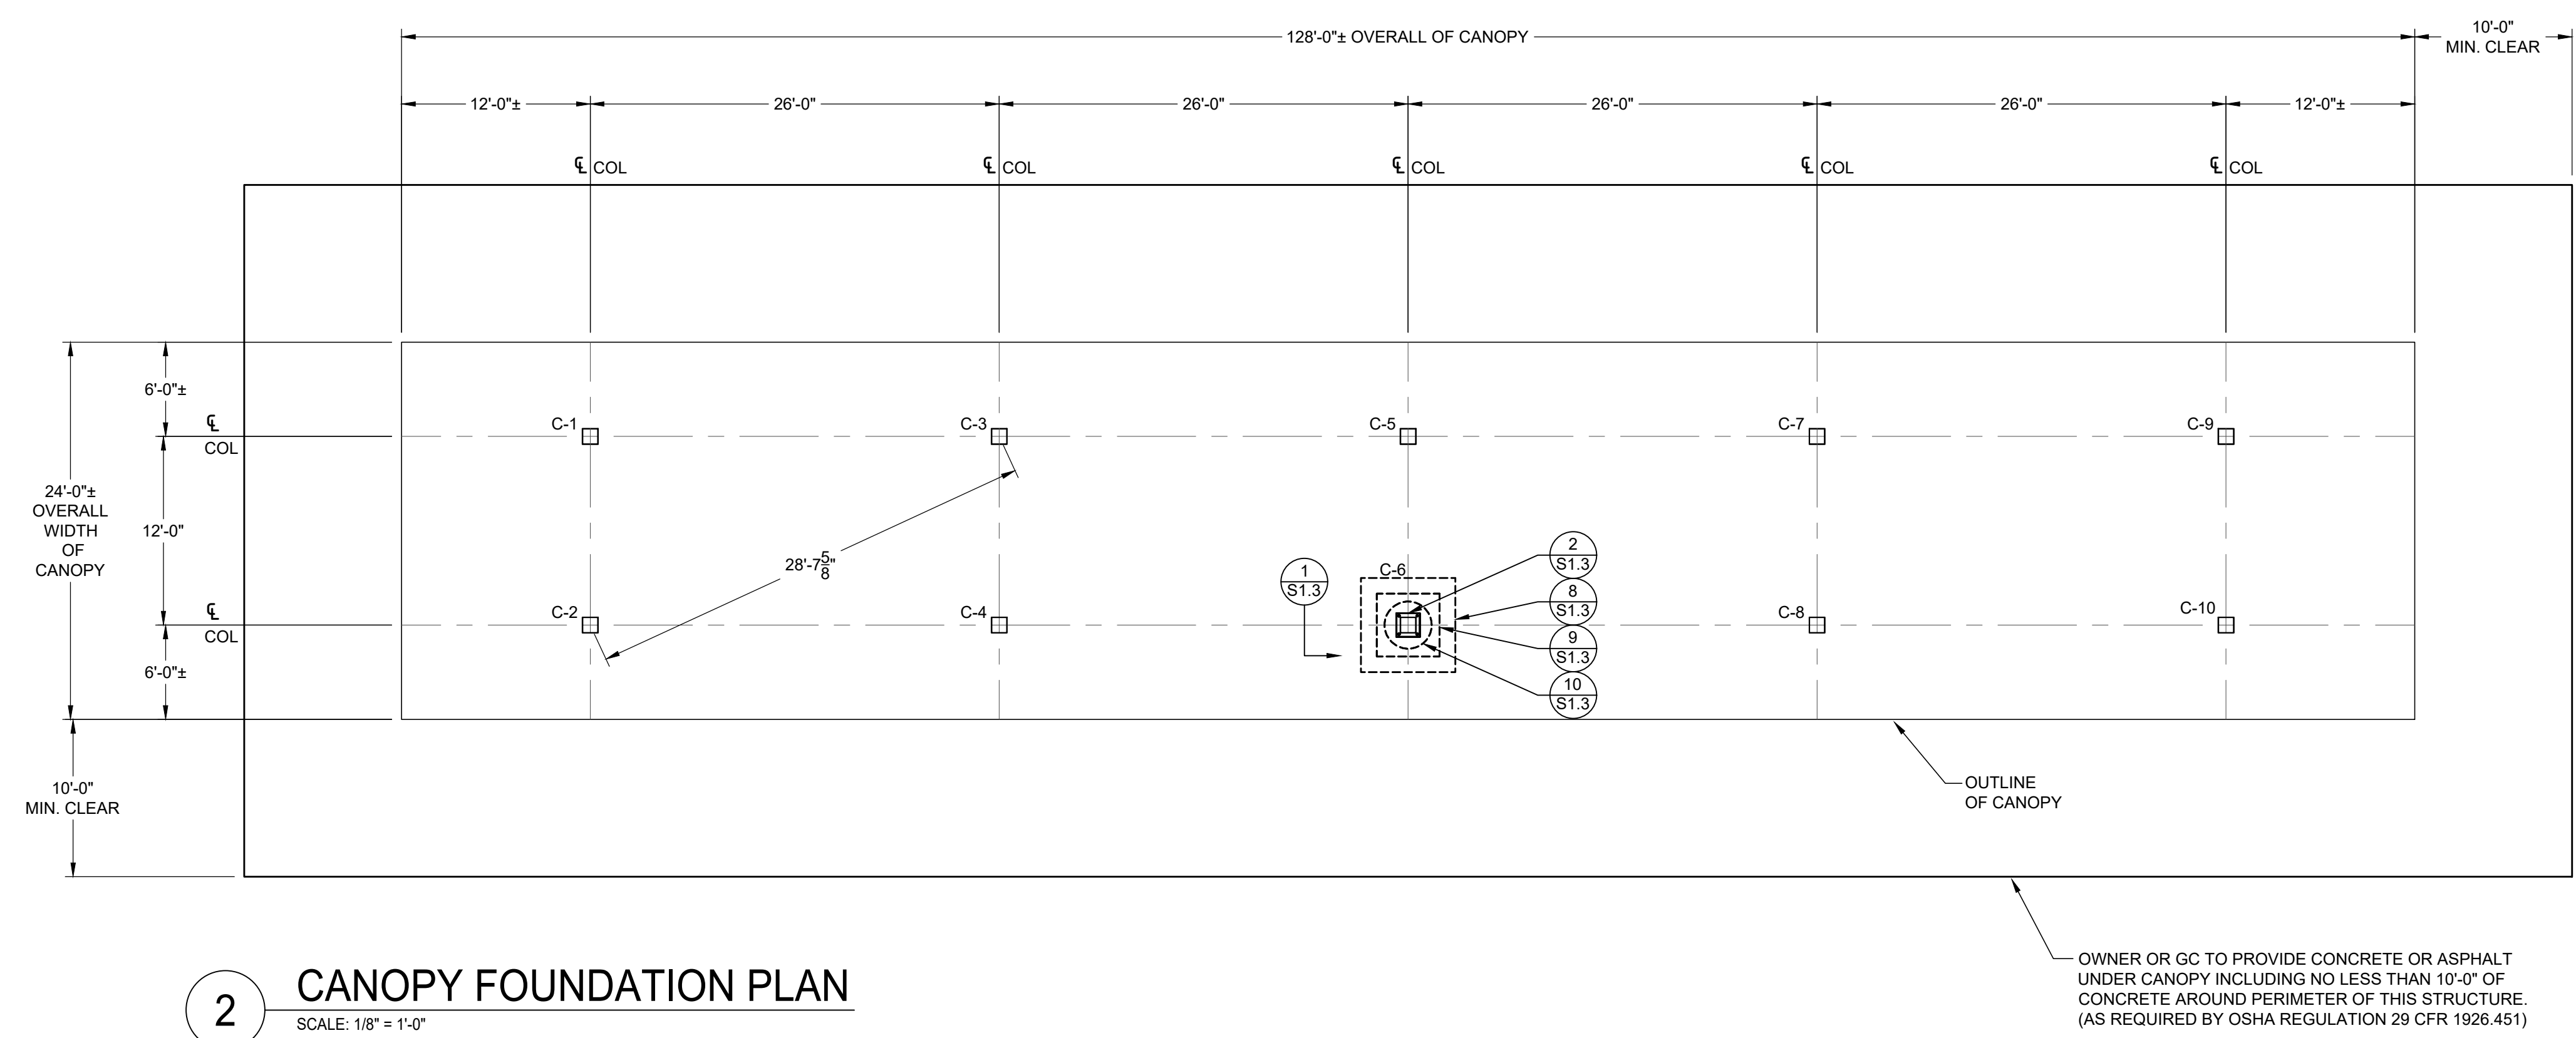 128'-0"± OVERALL OF CANOPY
10'-0"
MIN. CLEAR
12'-0"±
26'-0"
26'-0"
26'-0"
26'-0"
12'-0"±
℄ COL
℄ COL
℄ COL
℄ COL
℄ COL
6'-0"±
℄
COL
24'-0"±
OVERALL
WIDTH
OF
CANOPY
12'-0"
℄
COL
6'-0"±
10'-0"
MIN. CLEAR
C-1
C-3
C-5
C-7
C-9
28'-7 5/8"
C-2
C-4
C-6
C-8
C-10
1
S1.3
2
S1.3
8
S1.3
9
S1.3
10
S1.3
OUTLINE
OF CANOPY
OWNER OR GC TO PROVIDE CONCRETE OR ASPHALT
UNDER CANOPY INCLUDING NO LESS THAN 10'-0" OF
CONCRETE AROUND PERIMETER OF THIS STRUCTURE.
(AS REQUIRED BY OSHA REGULATION 29 CFR 1926.451)
2
CANOPY FOUNDATION PLAN
SCALE: 1/8" = 1'-0"